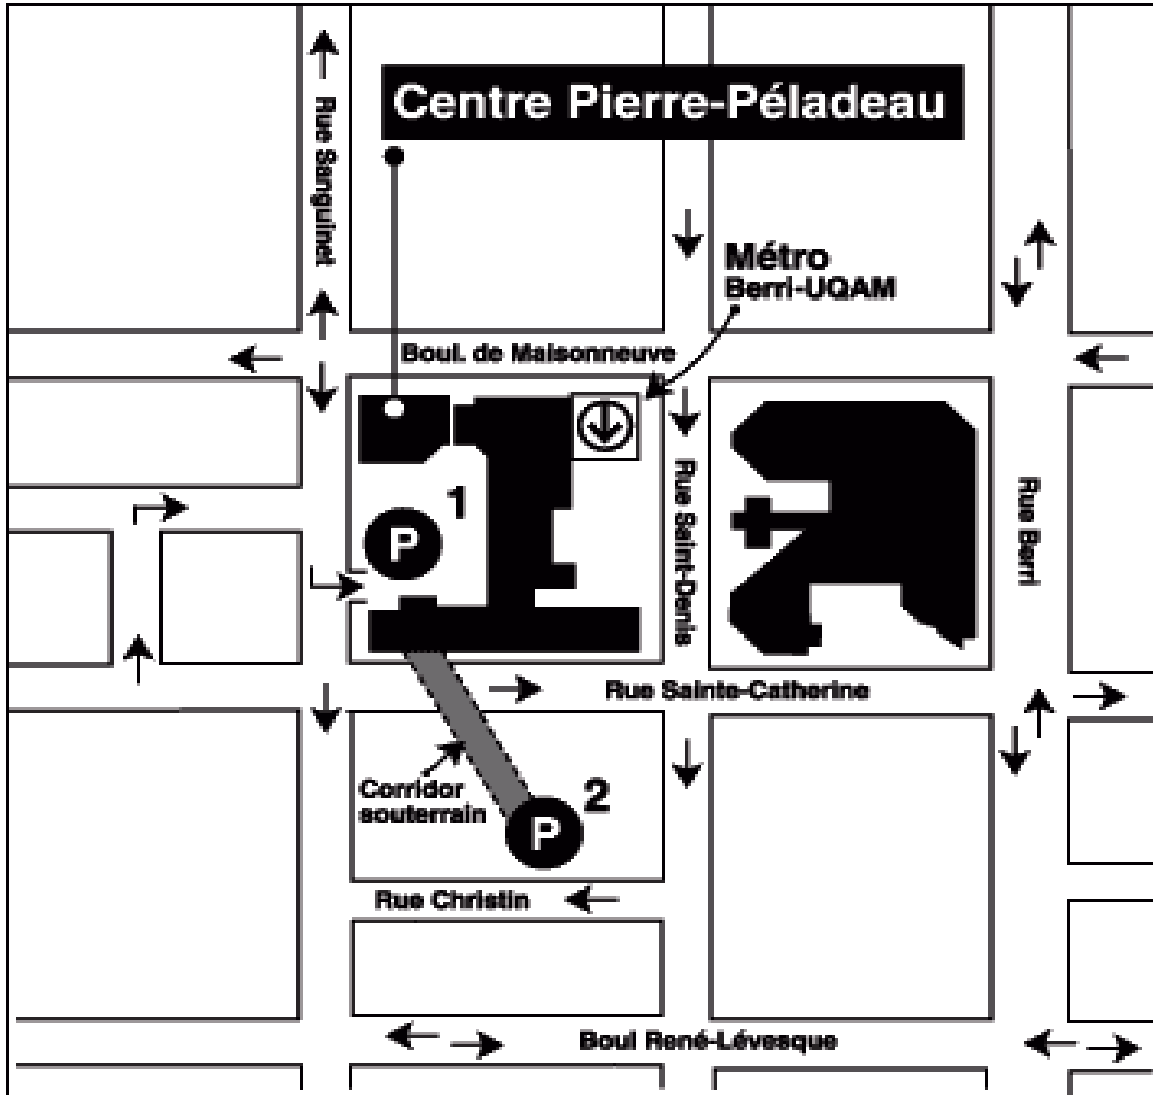 Centre Pierre-Péladeau
Rue Sanguinet
Métro
Berri-UQAM
Boul. de Maisonneuve
1
P
Rue Saint-Denis
Rue Berri
Rue Sainte-Catherine
Corridor
souterrain
2
P
Rue Christin
Boul René-Lévesque